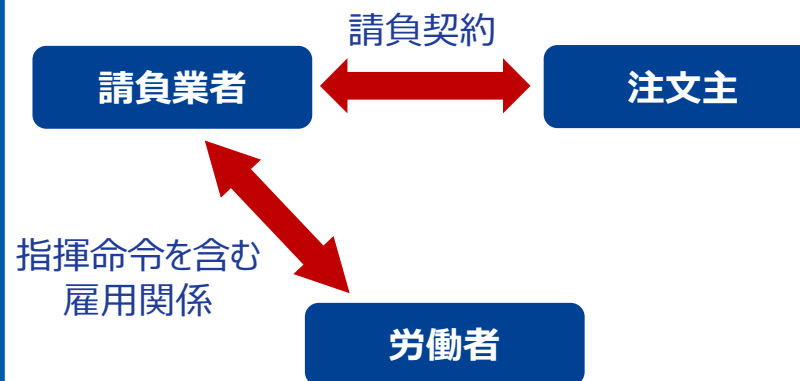 請負契約
請負業者
注文主
指揮命令を含む
雇用関係
労働者